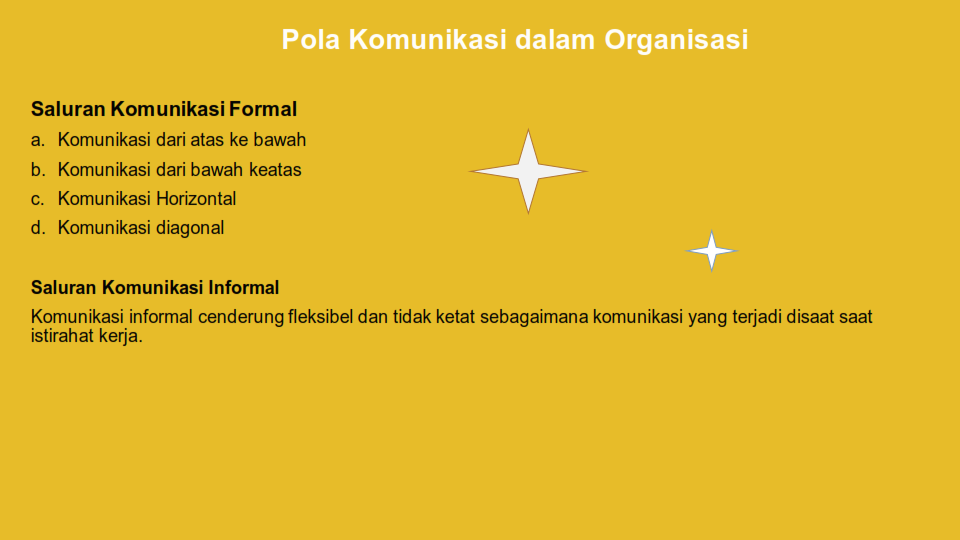 Pola Komunikasi dalam Organisasi
Saluran Komunikasi Formal
a. Komunikasi dari atas ke bawah
b. Komunikasi dari bawah keatas
c. Komunikasi Horizontal
d. Komunikasi diagonal
Saluran Komunikasi Informal
Komunikasi informal cenderung fleksibel dan tidak ketat sebagaimana komunikasi yang terjadi disaat saat
istirahat kerja.